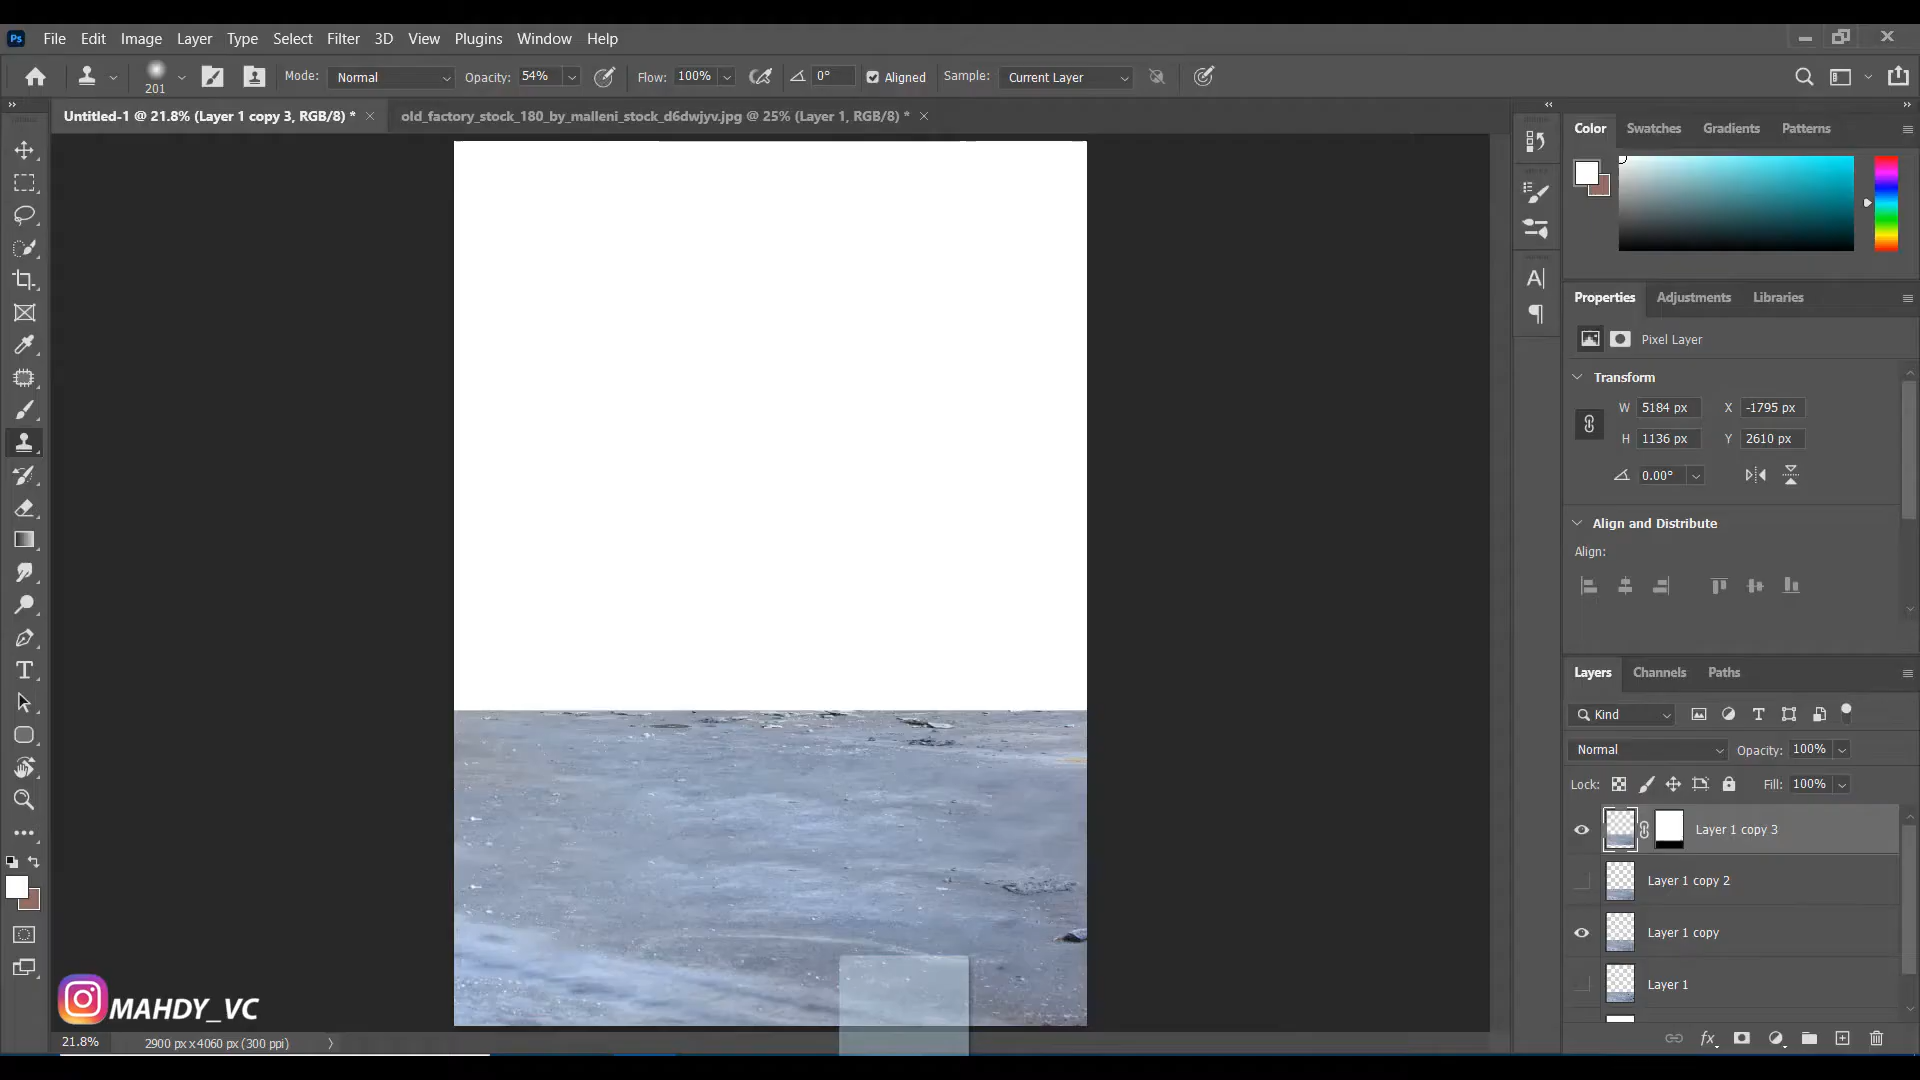 Ps File Edit Image Layer Type Select Filter 3D View Plugins Window Help
201 Mode: Normal Opacity: 54% Flow: 100% 0° Aligned Sample: Current Layer
Untitled-1 @ 21.8% (Layer 1 copy 3, RGB/8) * old_factory_stock_180_by_malleni_stock_d6dwjyv.jpg @ 25% (Layer 1, RGB/8) *
Color Swatches Gradients Patterns
Properties Adjustments Libraries
Pixel Layer
Transform
W 5184 px X -1795 px
H 1136 px Y 2610 px
0.00°
Align and Distribute
Align:
Layers Channels Paths
Kind
Normal Opacity: 100%
Lock: Fill: 100%
Layer 1 copy 3
Layer 1 copy 2
Layer 1 copy
Layer 1
MAHDY_VC
21.8% 2900 px x 4060 px (300 ppi)